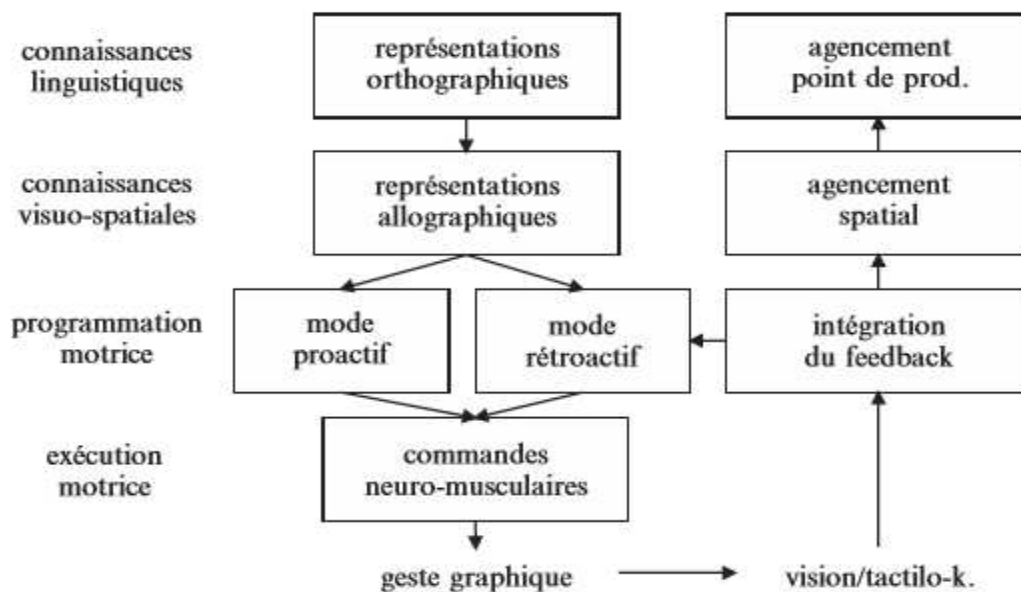 connaissances
linguistiques
représentations
orthographiques
agencement
point de prod.
connaissances
visuo-spatiales
représentations
allographiques
agencement
spatial
programmation
motrice
mode
proactif
mode
rétroactif
intégration
du feedback
exécution
motrice
commandes
neuro-musculaires
geste graphique
vision/tactilo-k.